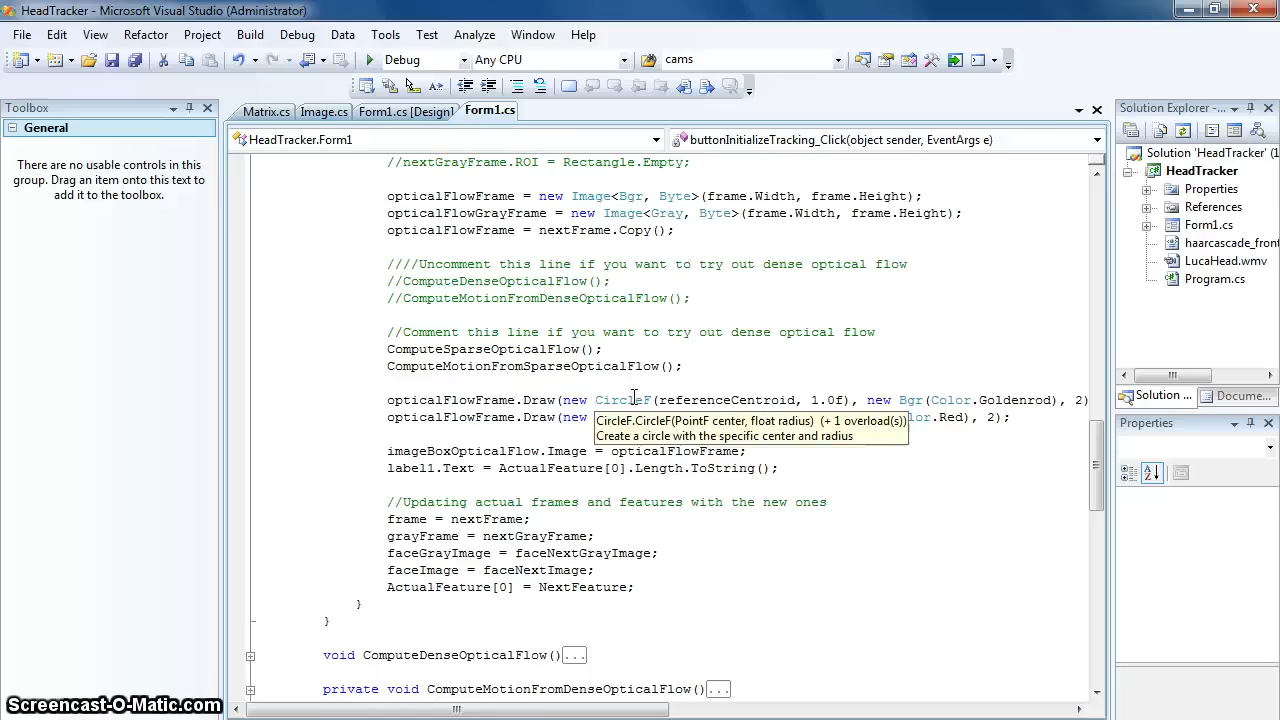 HeadTracker - Microsoft Visual Studio (Administrator)
File Edit View Refactor Project Build Debug Data Tools Test Analyze Window Help
Debug Any CPU cams
Toolbox
General
There are no usable controls in this
group. Drag an item onto this text to
add it to the toolbox.
Matrix.cs Image.cs Form1.cs [Design] Form1.cs
HeadTracker.Form1 buttonInitializeTracking_Click(object sender, EventArgs e)
//nextGrayFrame.ROI = Rectangle.Empty;
opticalFlowFrame = new Image<Bgr, Byte>(frame.Width, frame.Height);
opticalFlowGrayFrame = new Image<Gray, Byte>(frame.Width, frame.Height);
opticalFlowFrame = nextFrame.Copy();
////Uncomment this line if you want to try out dense optical flow
//ComputeDenseOpticalFlow();
//ComputeMotionFromDenseOpticalFlow();
//Comment this line if you want to try out dense optical flow
ComputeSparseOpticalFlow();
ComputeMotionFromSparseOpticalFlow();
opticalFlowFrame.Draw(new CircleF(referenceCentroid, 1.0f), new Bgr(Color.Goldenrod), 2)
opticalFlowFrame.Draw(new lor.Red), 2);
CircleF.CircleF(PointF center, float radius) (+ 1 overload(s))
Create a circle with the specific center and radius
imageBoxOpticalFlow.Image = opticalFlowFrame;
label1.Text = ActualFeature[0].Length.ToString();
//Updating actual frames and features with the new ones
frame = nextFrame;
grayFrame = nextGrayFrame;
faceGrayImage = faceNextGrayImage;
faceImage = faceNextImage;
ActualFeature[0] = NextFeature;
}
}
void ComputeDenseOpticalFlow()...
private void ComputeMotionFromDenseOpticalFlow()...
Solution Explorer -...
Solution 'HeadTracker' (1
HeadTracker
Properties
References
Form1.cs
haarcascade_front
LucaHead.wmv
Program.cs
Solution ... Docume...
Properties
Screencast-O-Matic.com